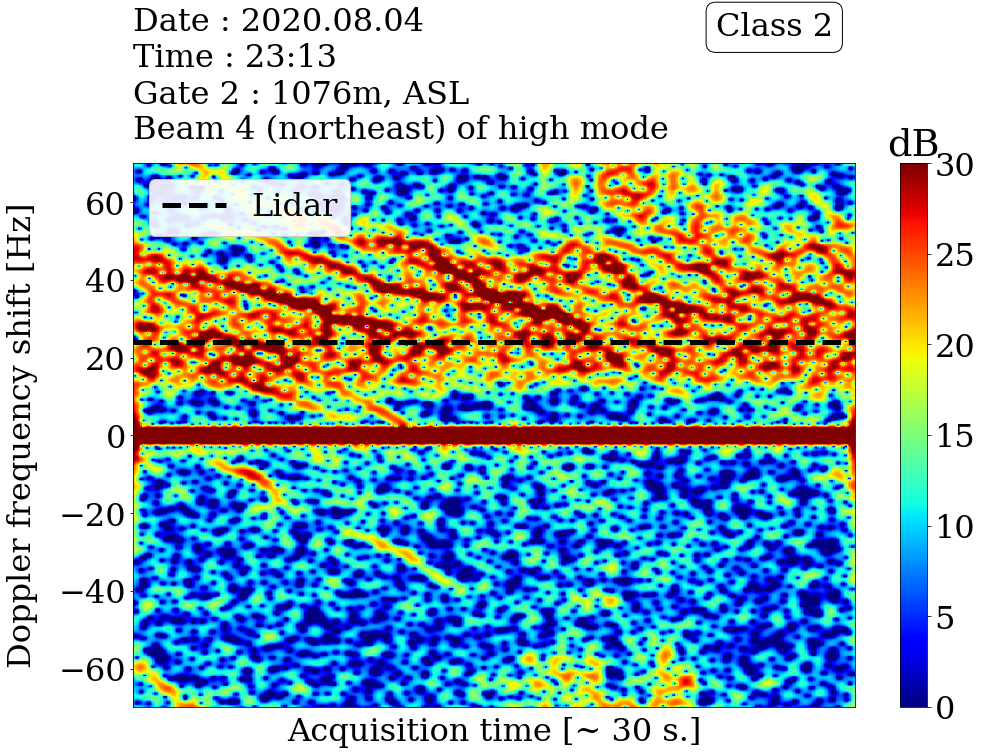 Date : 2020.08.04
Time : 23:13
Gate 2 : 1076m, ASL
Beam 4 (northeast) of high mode
Class 2
dB
Lidar
Doppler frequency shift [Hz]
60
40
20
0
−20
−40
−60
30
25
20
15
10
5
0
Acquisition time [~ 30 s.]